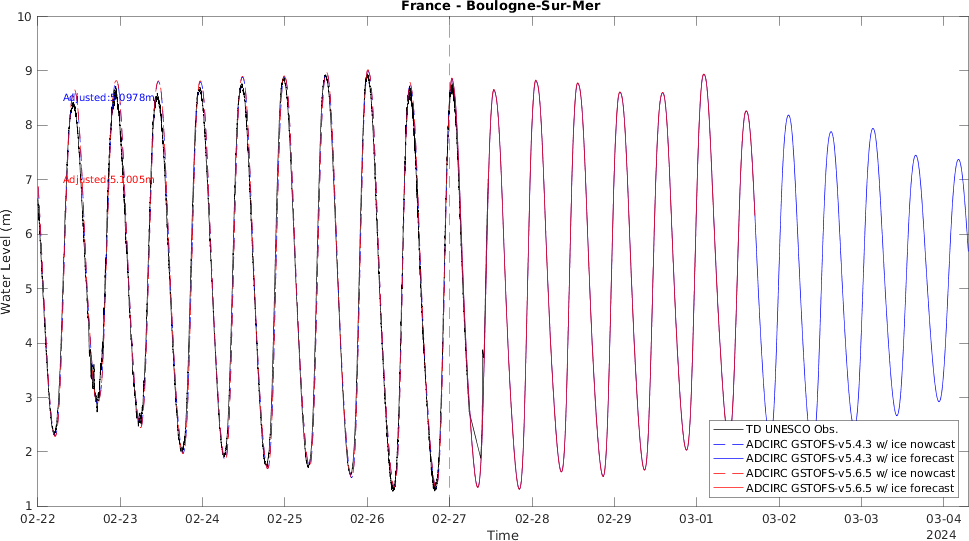 France - Boulogne-Sur-Mer
10
9
8
7
6
5
4
3
2
1
Water Level (m)
Adjusted:5.0978m
Adjusted:5.1005m
TD UNESCO Obs.
ADCIRC GSTOFS-v5.4.3 w/ ice nowcast
ADCIRC GSTOFS-v5.4.3 w/ ice forecast
ADCIRC GSTOFS-v5.6.5 w/ ice nowcast
ADCIRC GSTOFS-v5.6.5 w/ ice forecast
02-22 02-23 02-24 02-25 02-26 02-27 02-28 02-29 03-01 03-02 03-03 03-04
Time
2024